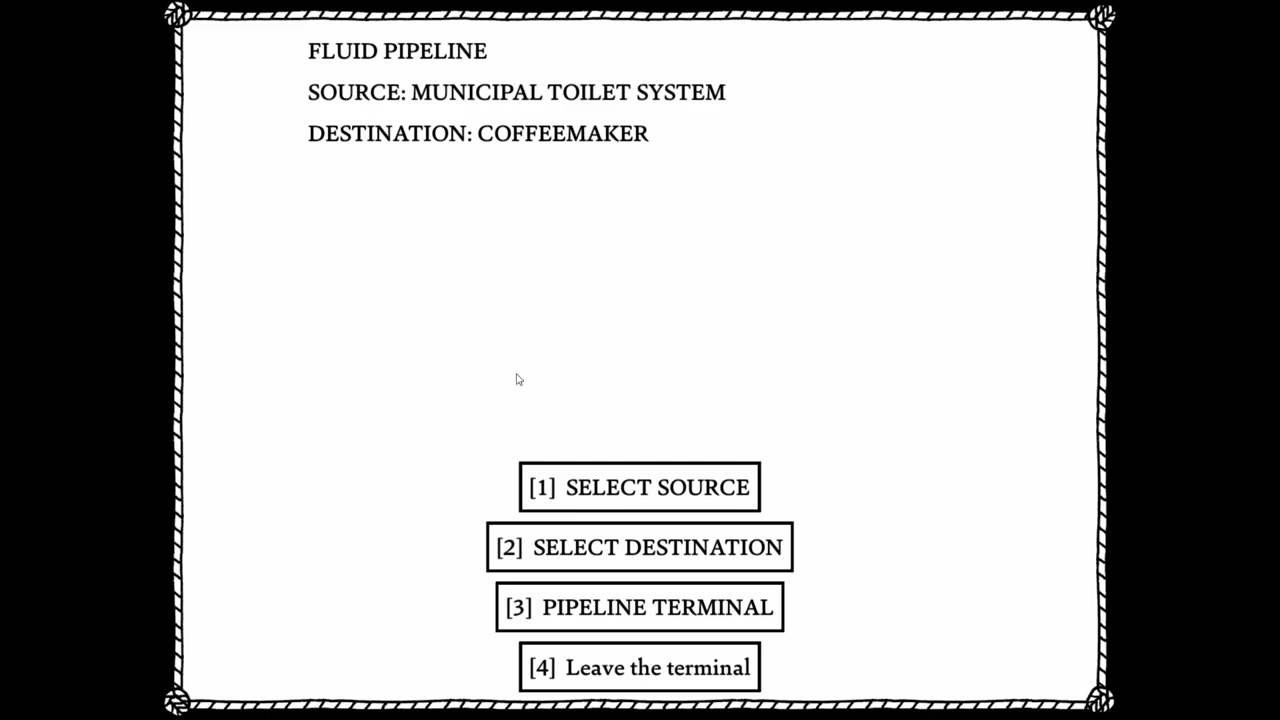 FLUID PIPELINE
SOURCE: MUNICIPAL TOILET SYSTEM
DESTINATION: COFFEEMAKER
[1] SELECT SOURCE
[2] SELECT DESTINATION
[3] PIPELINE TERMINAL
[4] Leave the terminal